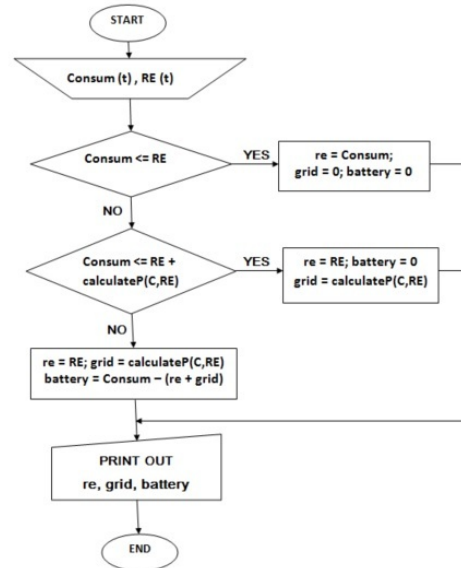 START
Consum (t) , RE (t)
Consum <= RE
YES
re = Consum;
grid = 0; battery = 0
NO
Consum <= RE +
calculateP(C,RE)
YES
re = RE; battery = 0
grid = calculateP(C,RE)
NO
re = RE; grid = calculateP(C,RE)
battery = Consum – (re + grid)
PRINT OUT
re, grid, battery
END